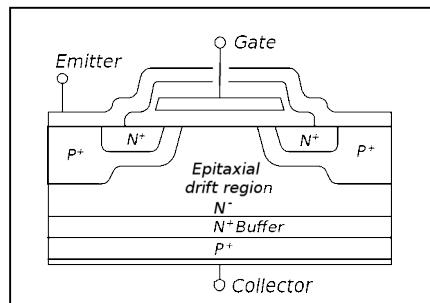 Gate
Emitter
N⁺ N⁺
P⁺ P⁺
Epitaxial
drift region
N⁻
N⁺Buffer
P⁺
Collector